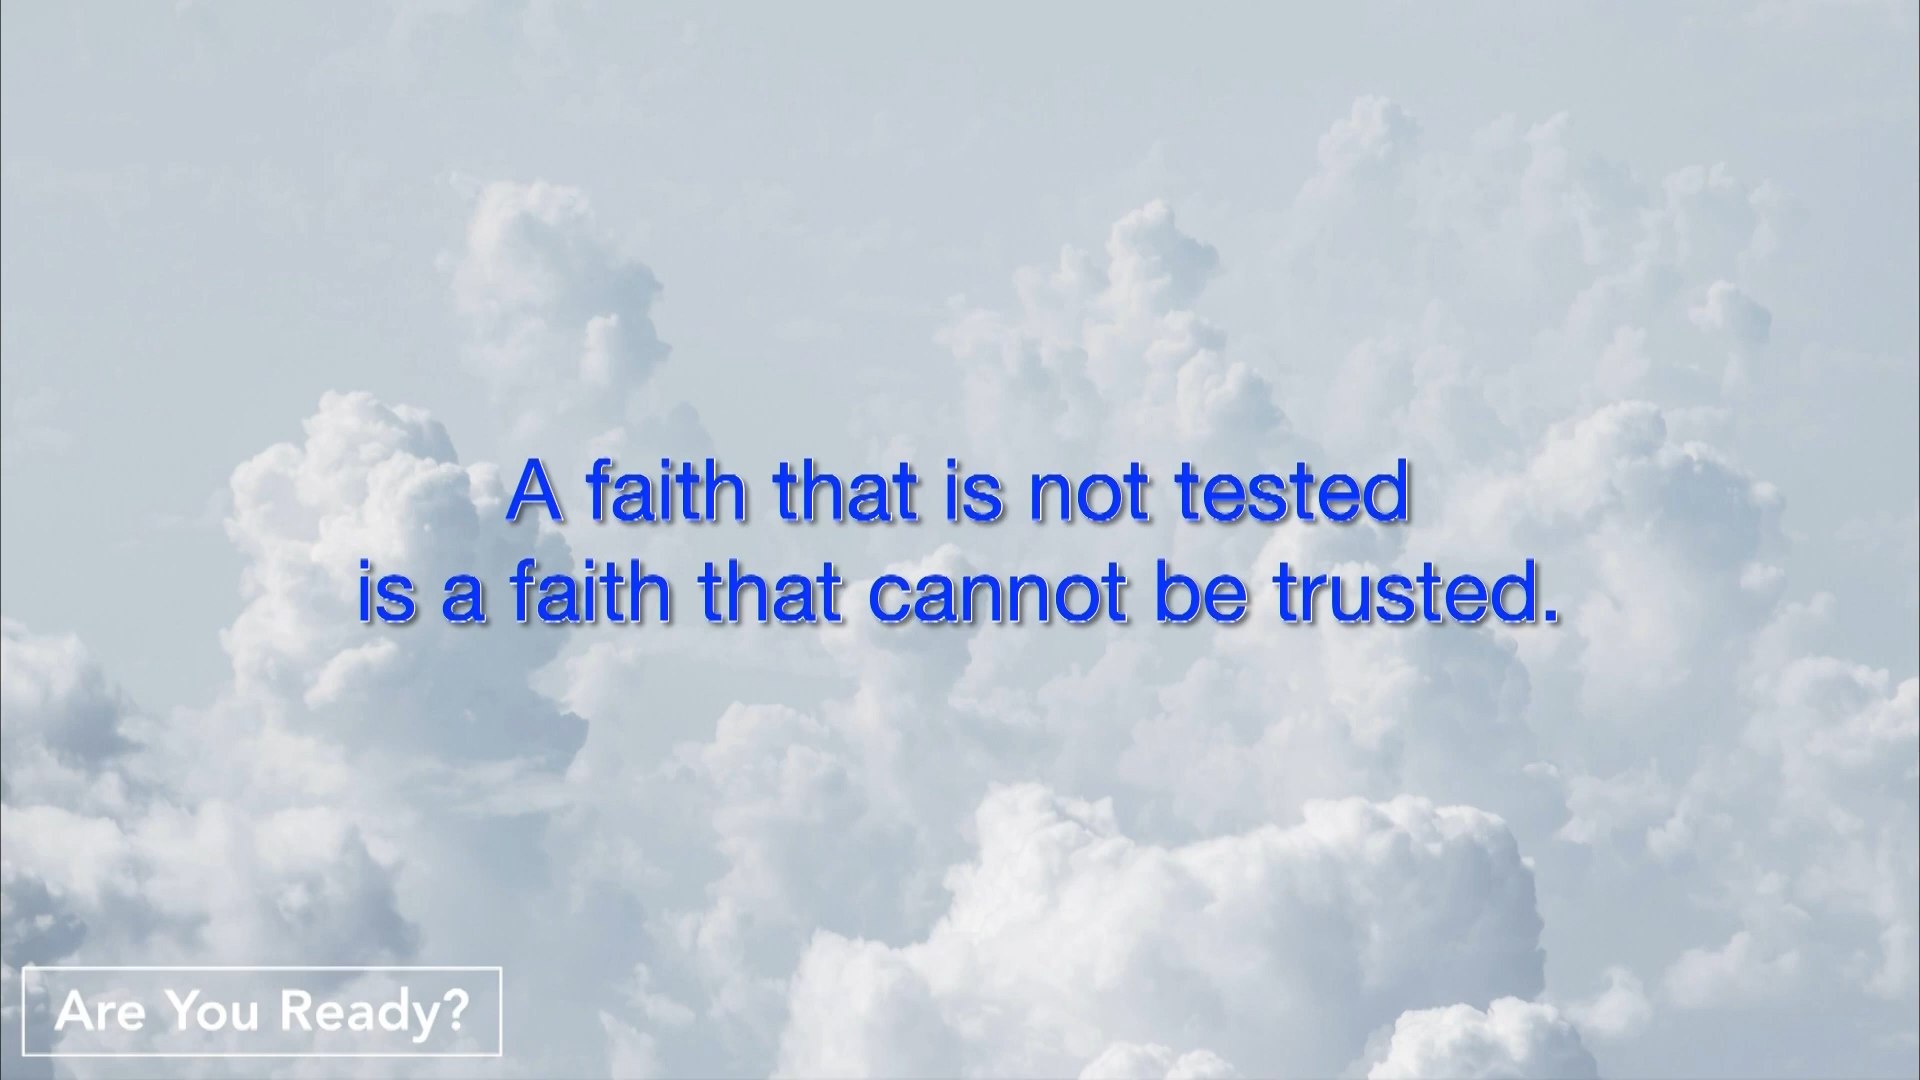 A faith that is not tested
is a faith that cannot be trusted.
Are You Ready?